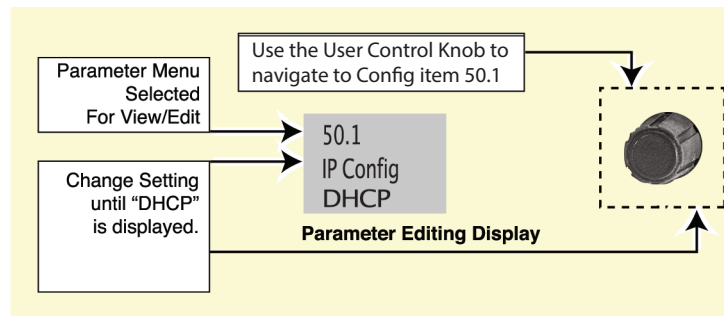 Use the User Control Knob to
navigate to Config item 50.1
Parameter Menu
Selected
For View/Edit
50.1
IP Config
DHCP
Change Setting
until “DHCP”
is displayed.
Parameter Editing Display